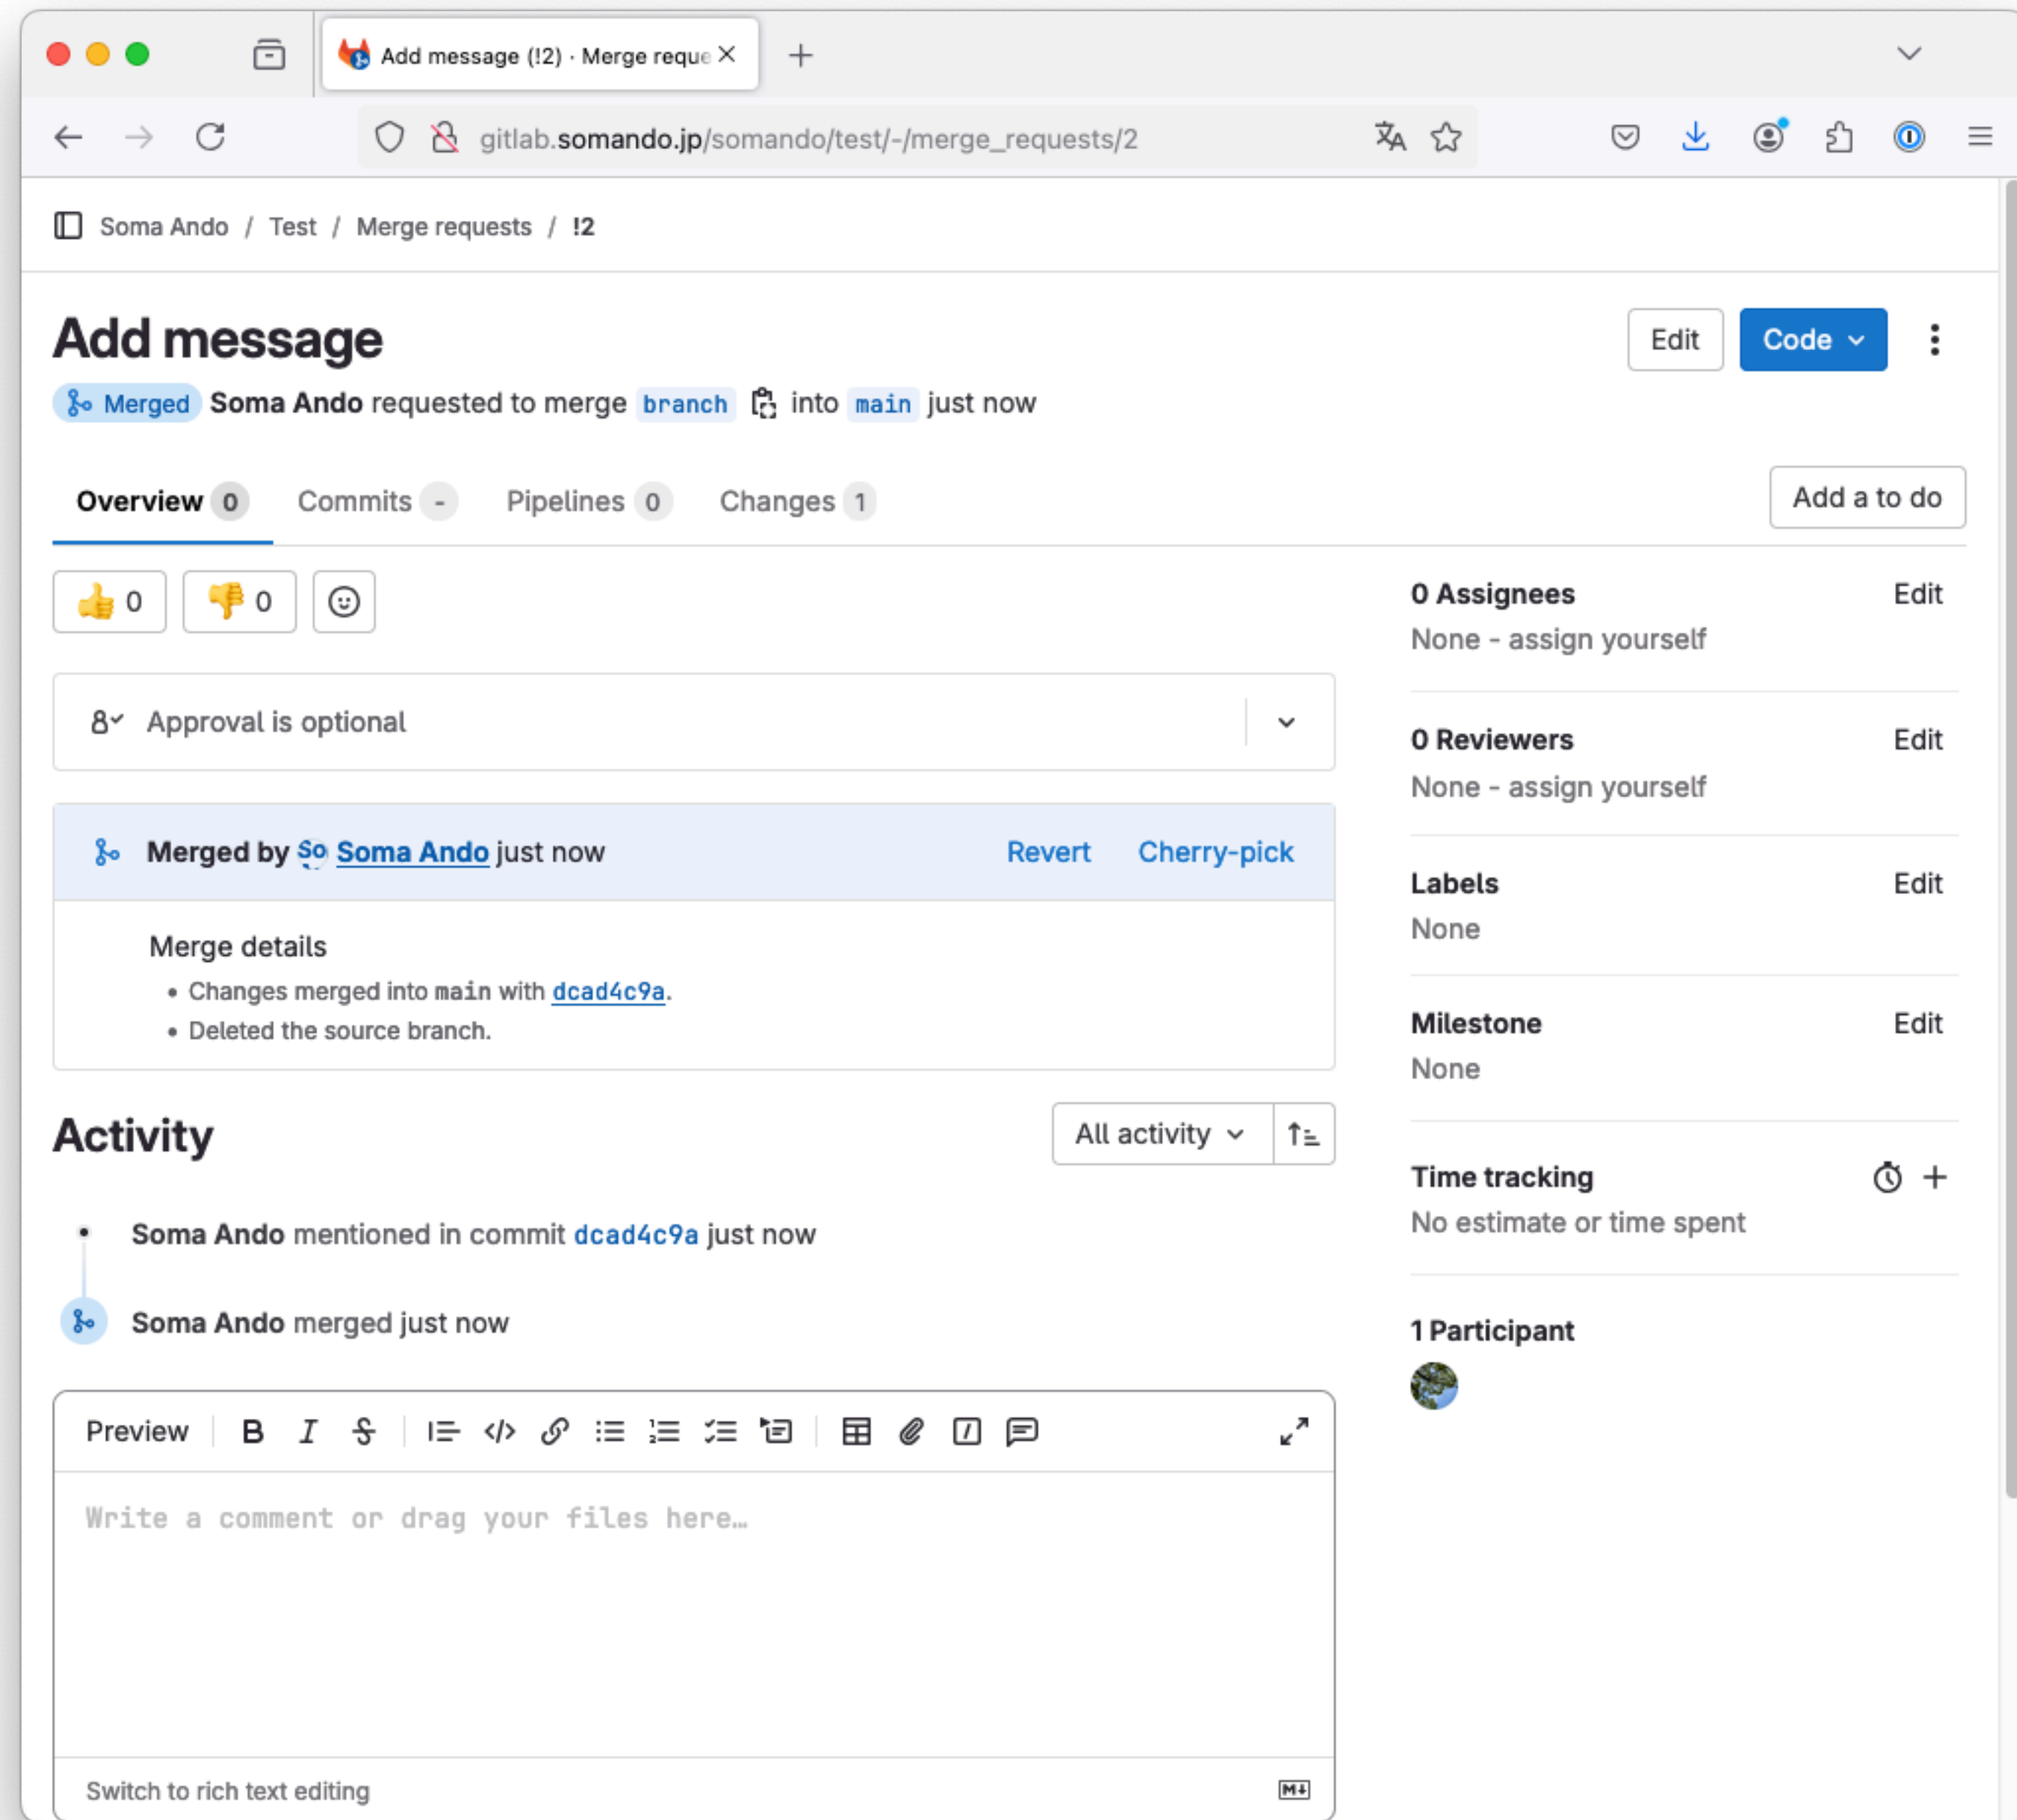 Add message (!2) · Merge reque
gitlab.somando.jp/somando/test/-/merge_requests/2
Soma Ando / Test / Merge requests / !2
Add message
Edit
Code
Merged Soma Ando requested to merge branch into main just now
Overview 0
Commits -
Pipelines 0
Changes 1
Add a to do
0
0
Approval is optional
Merged by So Soma Ando just now
Revert
Cherry-pick
Merge details
• Changes merged into main with dcad4c9a.
• Deleted the source branch.
Activity
All activity
Soma Ando mentioned in commit dcad4c9a just now
Soma Ando merged just now
Preview
Write a comment or drag your files here…
Switch to rich text editing
0 Assignees
Edit
None - assign yourself
0 Reviewers
Edit
None - assign yourself
Labels
Edit
None
Milestone
Edit
None
Time tracking
No estimate or time spent
1 Participant